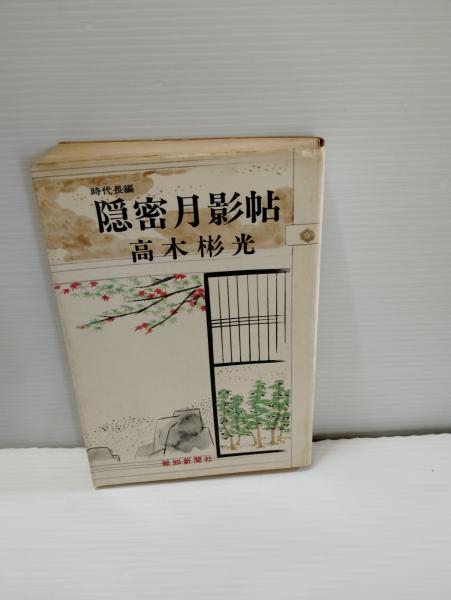 時代長編
隠密月影帖
高木彬光
報知新聞社